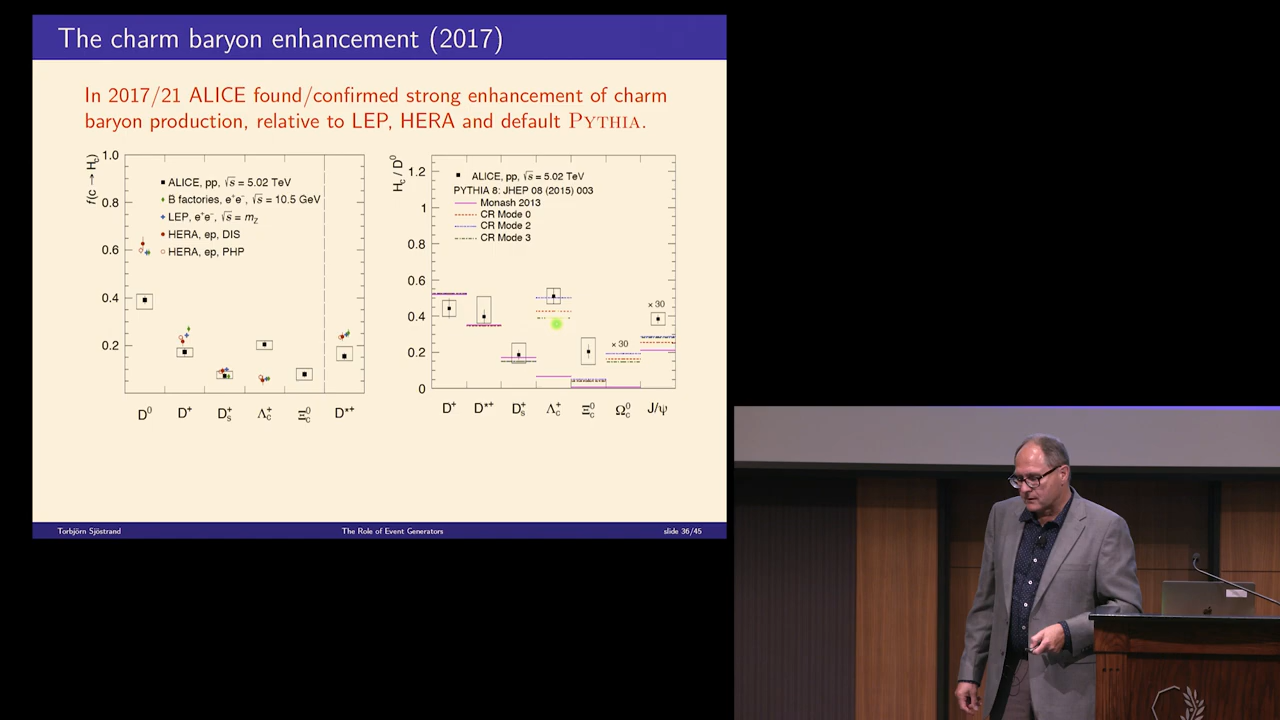 The charm baryon enhancement (2017)
In 2017/21 ALICE found/confirmed strong enhancement of charm
baryon production, relative to LEP, HERA and default PYTHIA.
f(c → H_c)
1.0
0.8
0.6
0.4
0.2
ALICE, pp, √s = 5.02 TeV
B factories, e⁺e⁻, √s = 10.5 GeV
LEP, e⁺e⁻, √s = m_Z
HERA, ep, DIS
HERA, ep, PHP
D⁰ D⁺ D_s⁺ Λ_c⁺ Ξ_c⁰ D*⁺
H_c / D⁰
1.2
1
0.8
0.6
0.4
0.2
0
ALICE, pp, √s = 5.02 TeV
PYTHIA 8: JHEP 08 (2015) 003
Monash 2013
CR Mode 0
CR Mode 2
CR Mode 3
× 30
× 30
D⁺ D*⁺ D_s⁺ Λ_c⁺ Ξ_c⁰ Ω_c⁰ J/ψ
Torbjörn Sjöstrand The Role of Event Generators slide 36/45